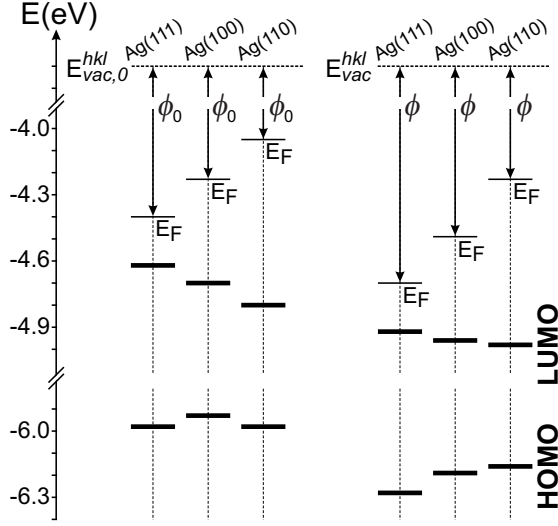 E(eV)
Ag(111) Ag(100) Ag(110) Ag(111) Ag(100) Ag(110)
E^{hkl}_{vac,0} E^{hkl}_{vac}
ϕ₀ ϕ₀ ϕ₀ ϕ ϕ ϕ
-4.0
E_F
E_F E_F
-4.3
E_F
E_F
-4.6
E_F
-4.9
LUMO
-6.0
HOMO
-6.3